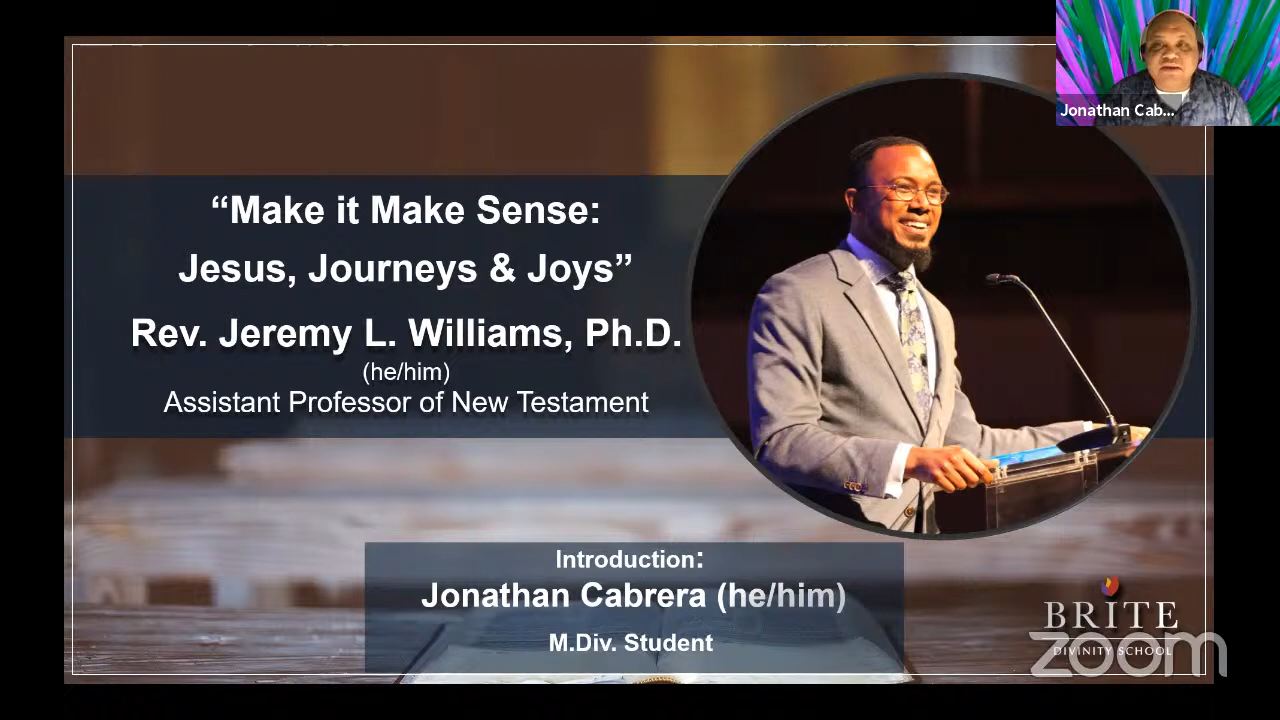 Jonathan Cab...
“Make it Make Sense:
Jesus, Journeys & Joys”
Rev. Jeremy L. Williams, Ph.D.
(he/him)
Assistant Professor of New Testament
Introduction:
Jonathan Cabrera (he/him)
M.Div. Student
BRITE
DIVINITY SCHOOL
zoom